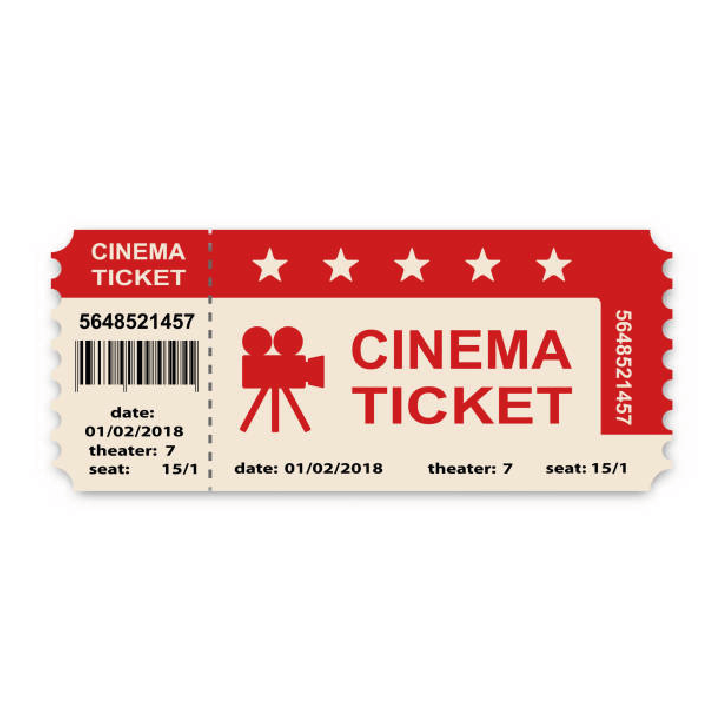 CINEMA
TICKET
5648521457
date:
01/02/2018
theater: 7
seat: 15/1
CINEMA
TICKET
date: 01/02/2018 theater: 7 seat: 15/1
5648521457